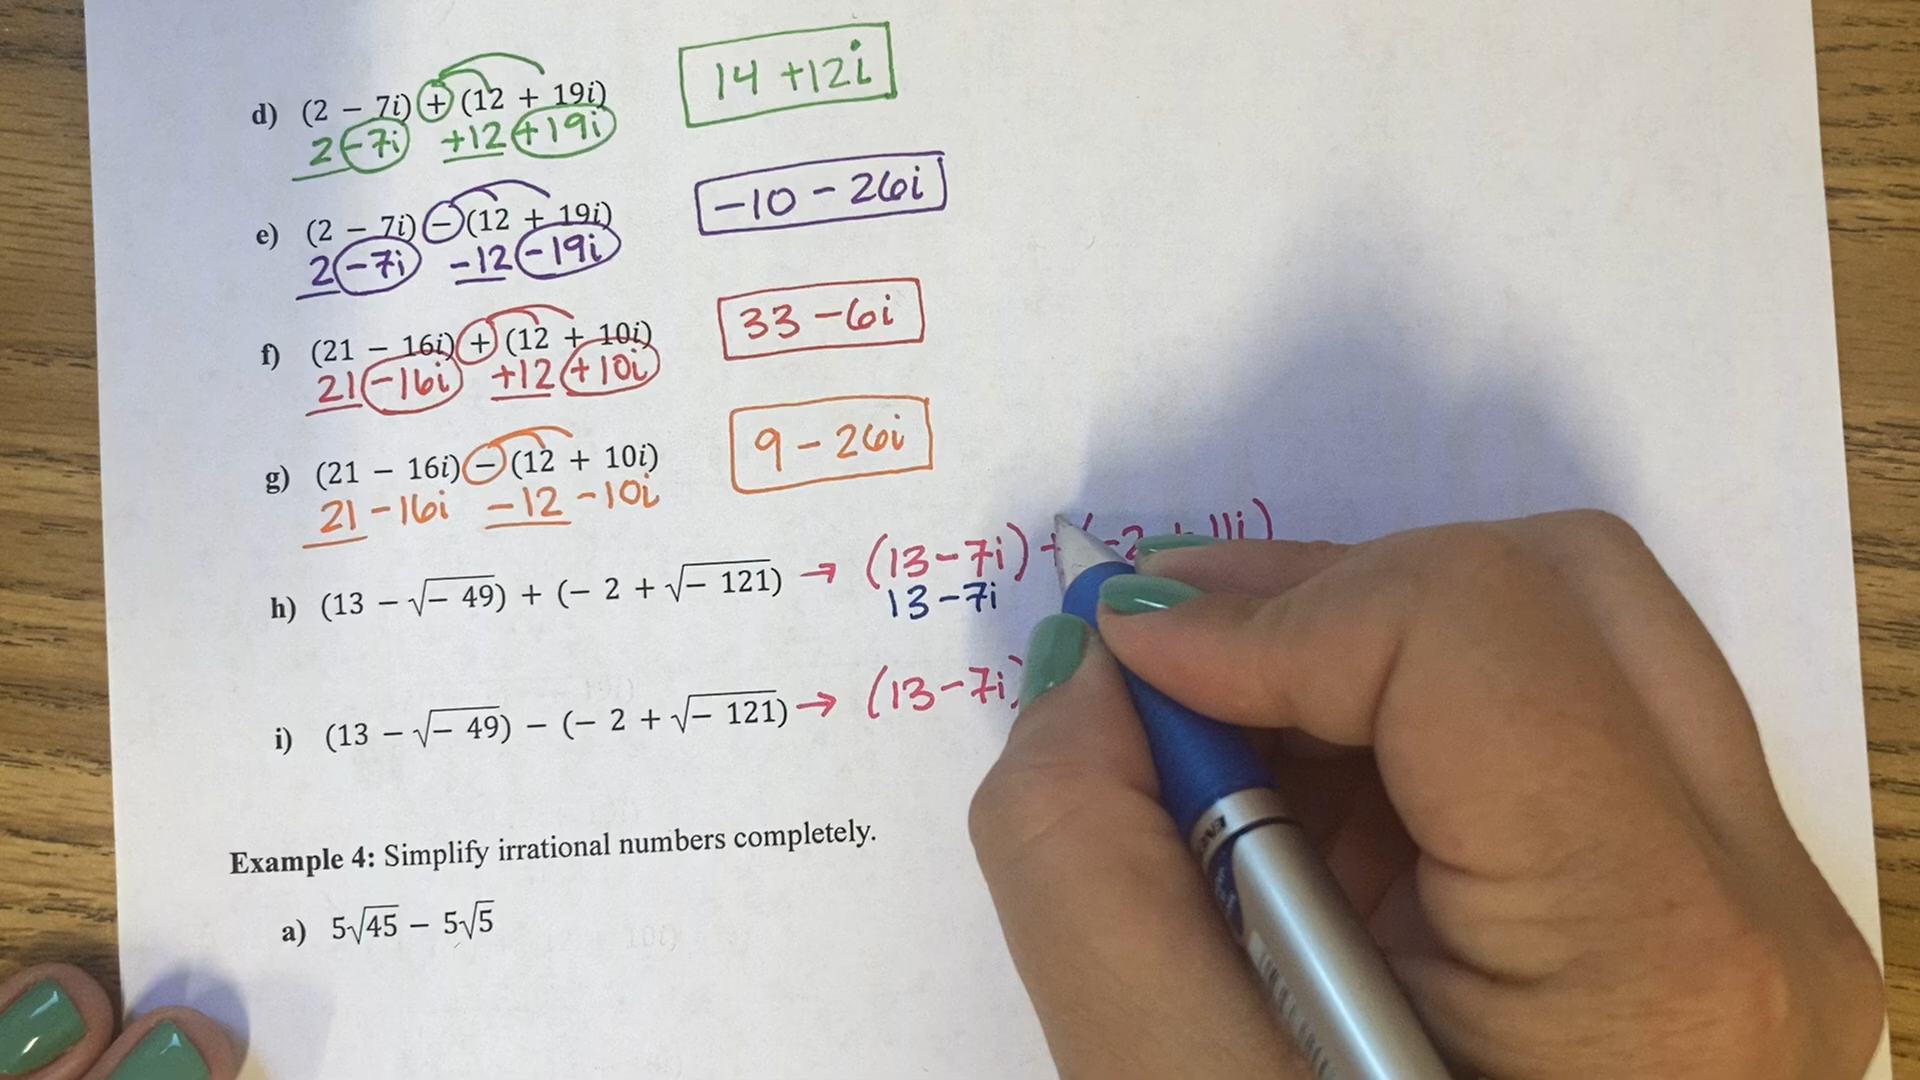 d) (2 − 7i) + (12 + 19i)
14 + 12i
2 − 7i + 12 + 19i
e) (2 − 7i) − (12 + 19i)
−10 − 26i
2 − 7i − 12 − 19i
f) (21 − 16i) + (12 + 10i)
33 − 6i
21 − 16i + 12 + 10i
g) (21 − 16i) − (12 + 10i)
9 − 26i
21 − 16i − 12 − 10i
h) (13 − √− 49) + (− 2 + √− 121) → (13 − 7i) + (−2 + 11i)
13 − 7i
i) (13 − √− 49) − (− 2 + √− 121) → (13 − 7i)
Example 4: Simplify irrational numbers completely.
a) 5√45 − 5√5